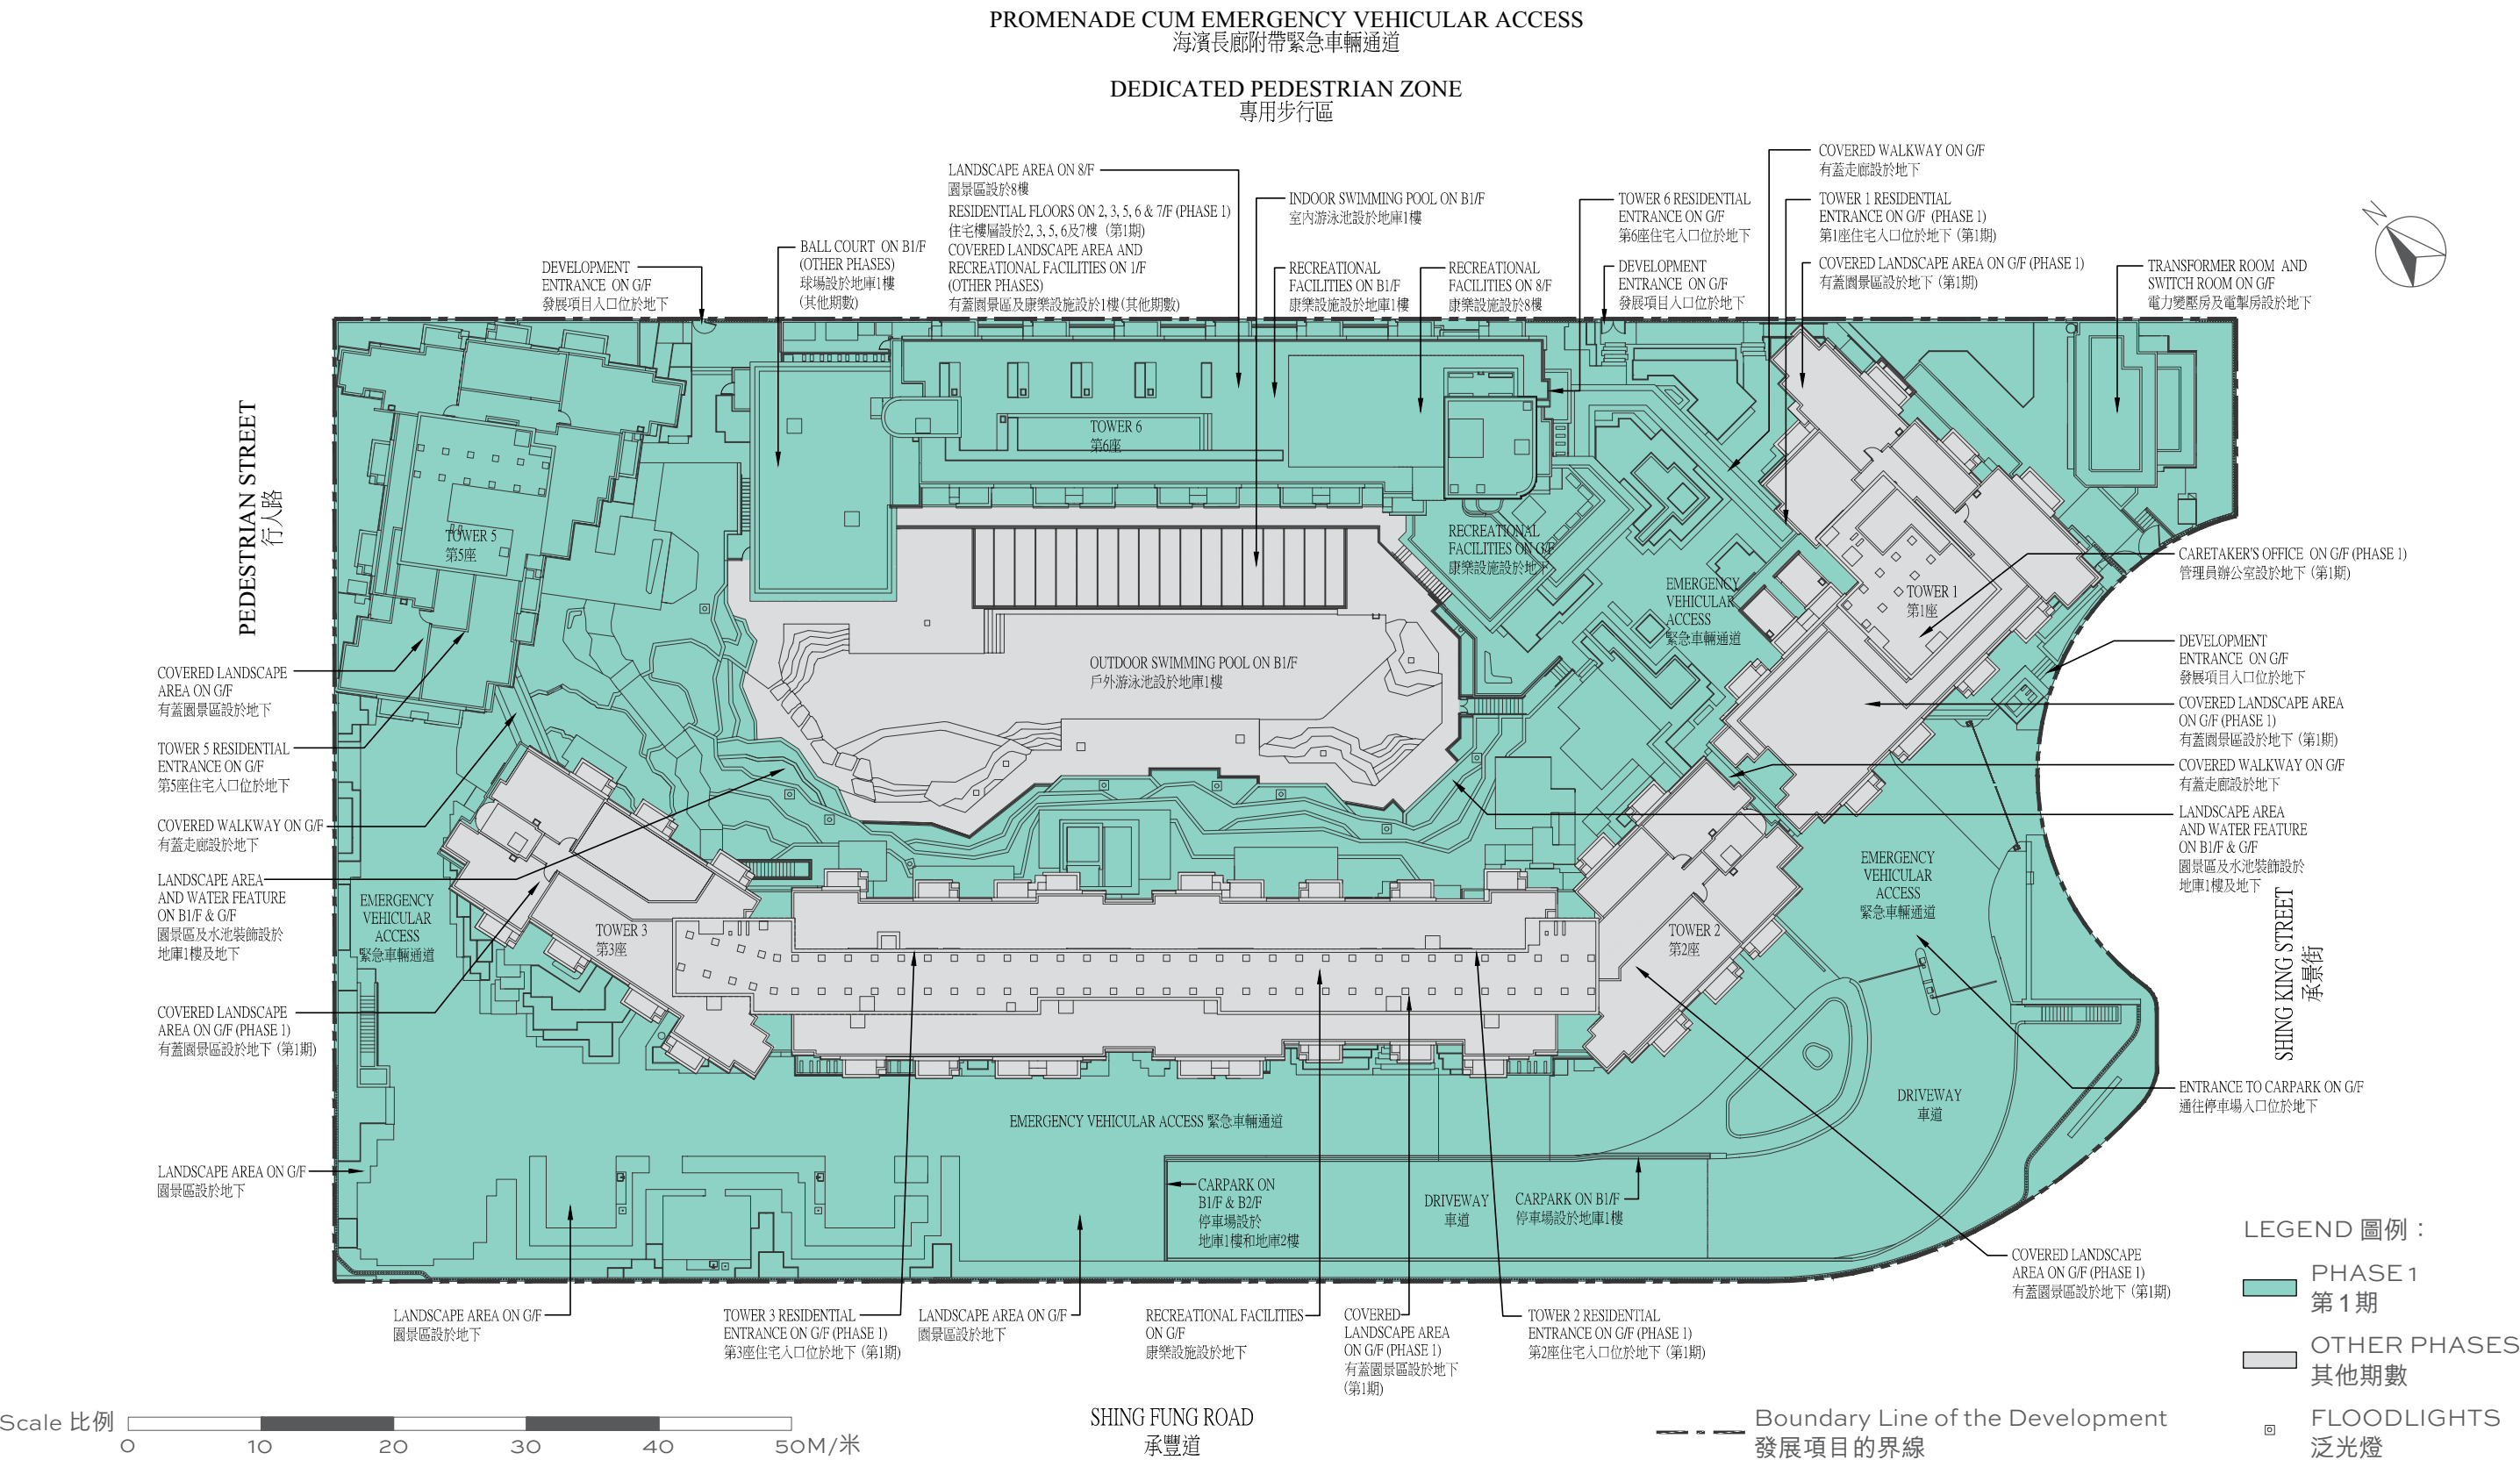 PROMENADE CUM EMERGENCY VEHICULAR ACCESS
海濱長廊附帶緊急車輛通道
DEDICATED PEDESTRIAN ZONE
專用步行區
LANDSCAPE AREA ON 8/F
園景區設於8樓
RESIDENTIAL FLOORS ON 2, 3, 5, 6 & 7/F (PHASE 1)
住宅樓層設於2, 3, 5, 6及7樓 (第1期)
COVERED LANDSCAPE AREA AND
RECREATIONAL FACILITIES ON 1/F
(OTHER PHASES)
有蓋園景區及康樂設施設於1樓(其他期數)
DEVELOPMENT
ENTRANCE ON G/F
發展項目入口位於地下
BALL COURT ON B1/F
(OTHER PHASES)
球場設於地庫1樓
(其他期數)
INDOOR SWIMMING POOL ON B1/F
室內游泳池設於地庫1樓
RECREATIONAL
FACILITIES ON B1/F
康樂設施設於地庫1樓
RECREATIONAL
FACILITIES ON 8/F
康樂設施設於8樓
TOWER 6 RESIDENTIAL
ENTRANCE ON G/F
第6座住宅入口位於地下
DEVELOPMENT
ENTRANCE ON G/F
發展項目入口位於地下
COVERED WALKWAY ON G/F
有蓋走廊設於地下
TOWER 1 RESIDENTIAL
ENTRANCE ON G/F (PHASE 1)
第1座住宅入口位於地下 (第1期)
COVERED LANDSCAPE AREA ON G/F (PHASE 1)
有蓋園景區設於地下 (第1期)
TRANSFORMER ROOM AND
SWITCH ROOM ON G/F
電力變壓房及電掣房設於地下
N
PEDESTRIAN STREET
行人路
TOWER 5
第5座
TOWER 6
第6座
RECREATIONAL
FACILITIES ON G/F
康樂設施設於地下
EMERGENCY
VEHICULAR
ACCESS
緊急車輛通道
TOWER 1
第1座
OUTDOOR SWIMMING POOL ON B1/F
戶外游泳池設於地庫1樓
CARETAKER'S OFFICE ON G/F (PHASE 1)
管理員辦公室設於地下 (第1期)
DEVELOPMENT
ENTRANCE ON G/F
發展項目入口位於地下
COVERED LANDSCAPE AREA
ON G/F (PHASE 1)
有蓋園景區設於地下 (第1期)
COVERED WALKWAY ON G/F
有蓋走廊設於地下
LANDSCAPE AREA
AND WATER FEATURE
ON B1/F & G/F
園景區及水池裝飾設於
地庫1樓及地下
SHING KING STREET
承景街
ENTRANCE TO CARPARK ON G/F
通往停車場入口位於地下
COVERED LANDSCAPE
AREA ON G/F
有蓋園景區設於地下
TOWER 5 RESIDENTIAL
ENTRANCE ON G/F
第5座住宅入口位於地下
COVERED WALKWAY ON G/F
有蓋走廊設於地下
LANDSCAPE AREA
AND WATER FEATURE
ON B1/F & G/F
園景區及水池裝飾設於
地庫1樓及地下
COVERED LANDSCAPE
AREA ON G/F (PHASE 1)
有蓋園景區設於地下 (第1期)
LANDSCAPE AREA ON G/F
園景區設於地下
EMERGENCY
VEHICULAR
ACCESS
緊急車輛通道
TOWER 3
第3座
TOWER 2
第2座
EMERGENCY
VEHICULAR
ACCESS
緊急車輛通道
EMERGENCY VEHICULAR ACCESS 緊急車輛通道
DRIVEWAY
車道
CARPARK ON
B1/F & B2/F
停車場設於
地庫1樓和地庫2樓
DRIVEWAY
車道
CARPARK ON B1/F
停車場設於地庫1樓
COVERED LANDSCAPE
AREA ON G/F (PHASE 1)
有蓋園景區設於地下 (第1期)
LANDSCAPE AREA ON G/F
園景區設於地下
TOWER 3 RESIDENTIAL
ENTRANCE ON G/F (PHASE 1)
第3座住宅入口位於地下 (第1期)
LANDSCAPE AREA ON G/F
園景區設於地下
RECREATIONAL FACILITIES
ON G/F
康樂設施設於地下
COVERED
LANDSCAPE AREA
ON G/F (PHASE 1)
有蓋園景區設於地下
(第1期)
TOWER 2 RESIDENTIAL
ENTRANCE ON G/F (PHASE 1)
第2座住宅入口位於地下 (第1期)
SHING FUNG ROAD
承豐道
Scale 比例
0 10 20 30 40 50M/米
LEGEND 圖例：
PHASE 1
第1期
OTHER PHASES
其他期數
FLOODLIGHTS
泛光燈
Boundary Line of the Development
發展項目的界線